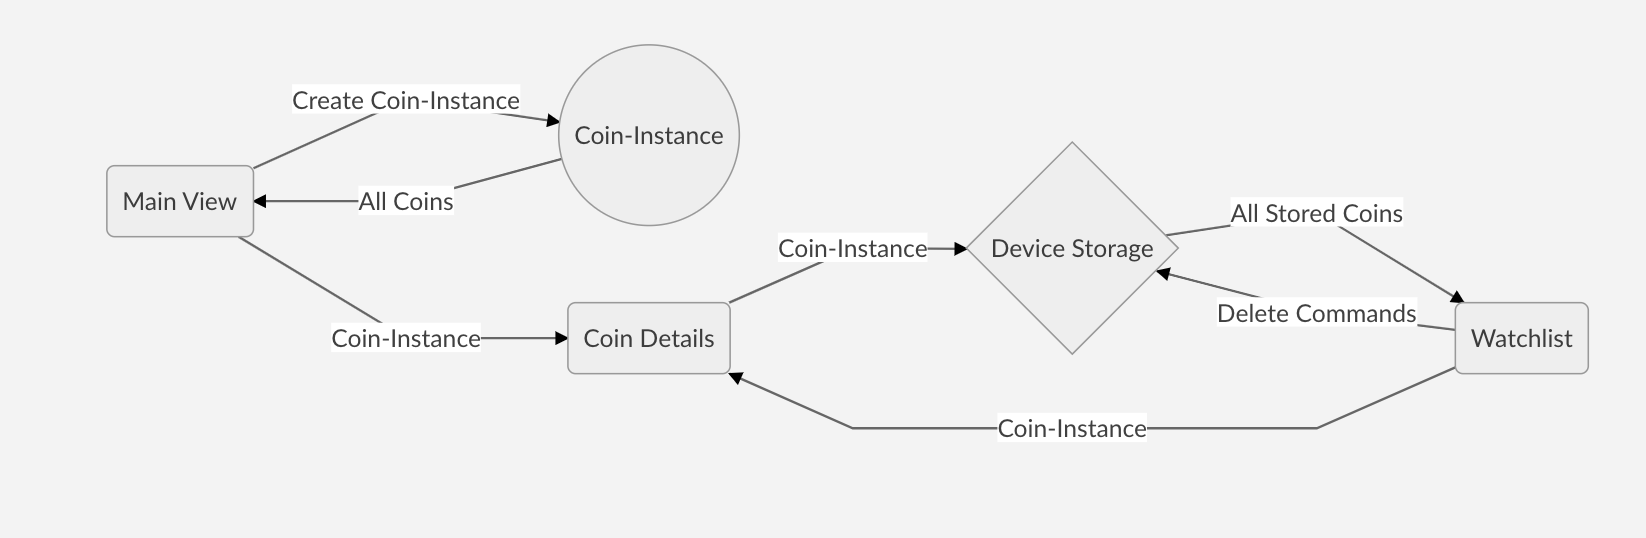 Create Coin-Instance
Coin-Instance
Main View
All Coins
Coin-Instance
Device Storage
All Stored Coins
Delete Commands
Coin-Instance
Coin Details
Watchlist
Coin-Instance